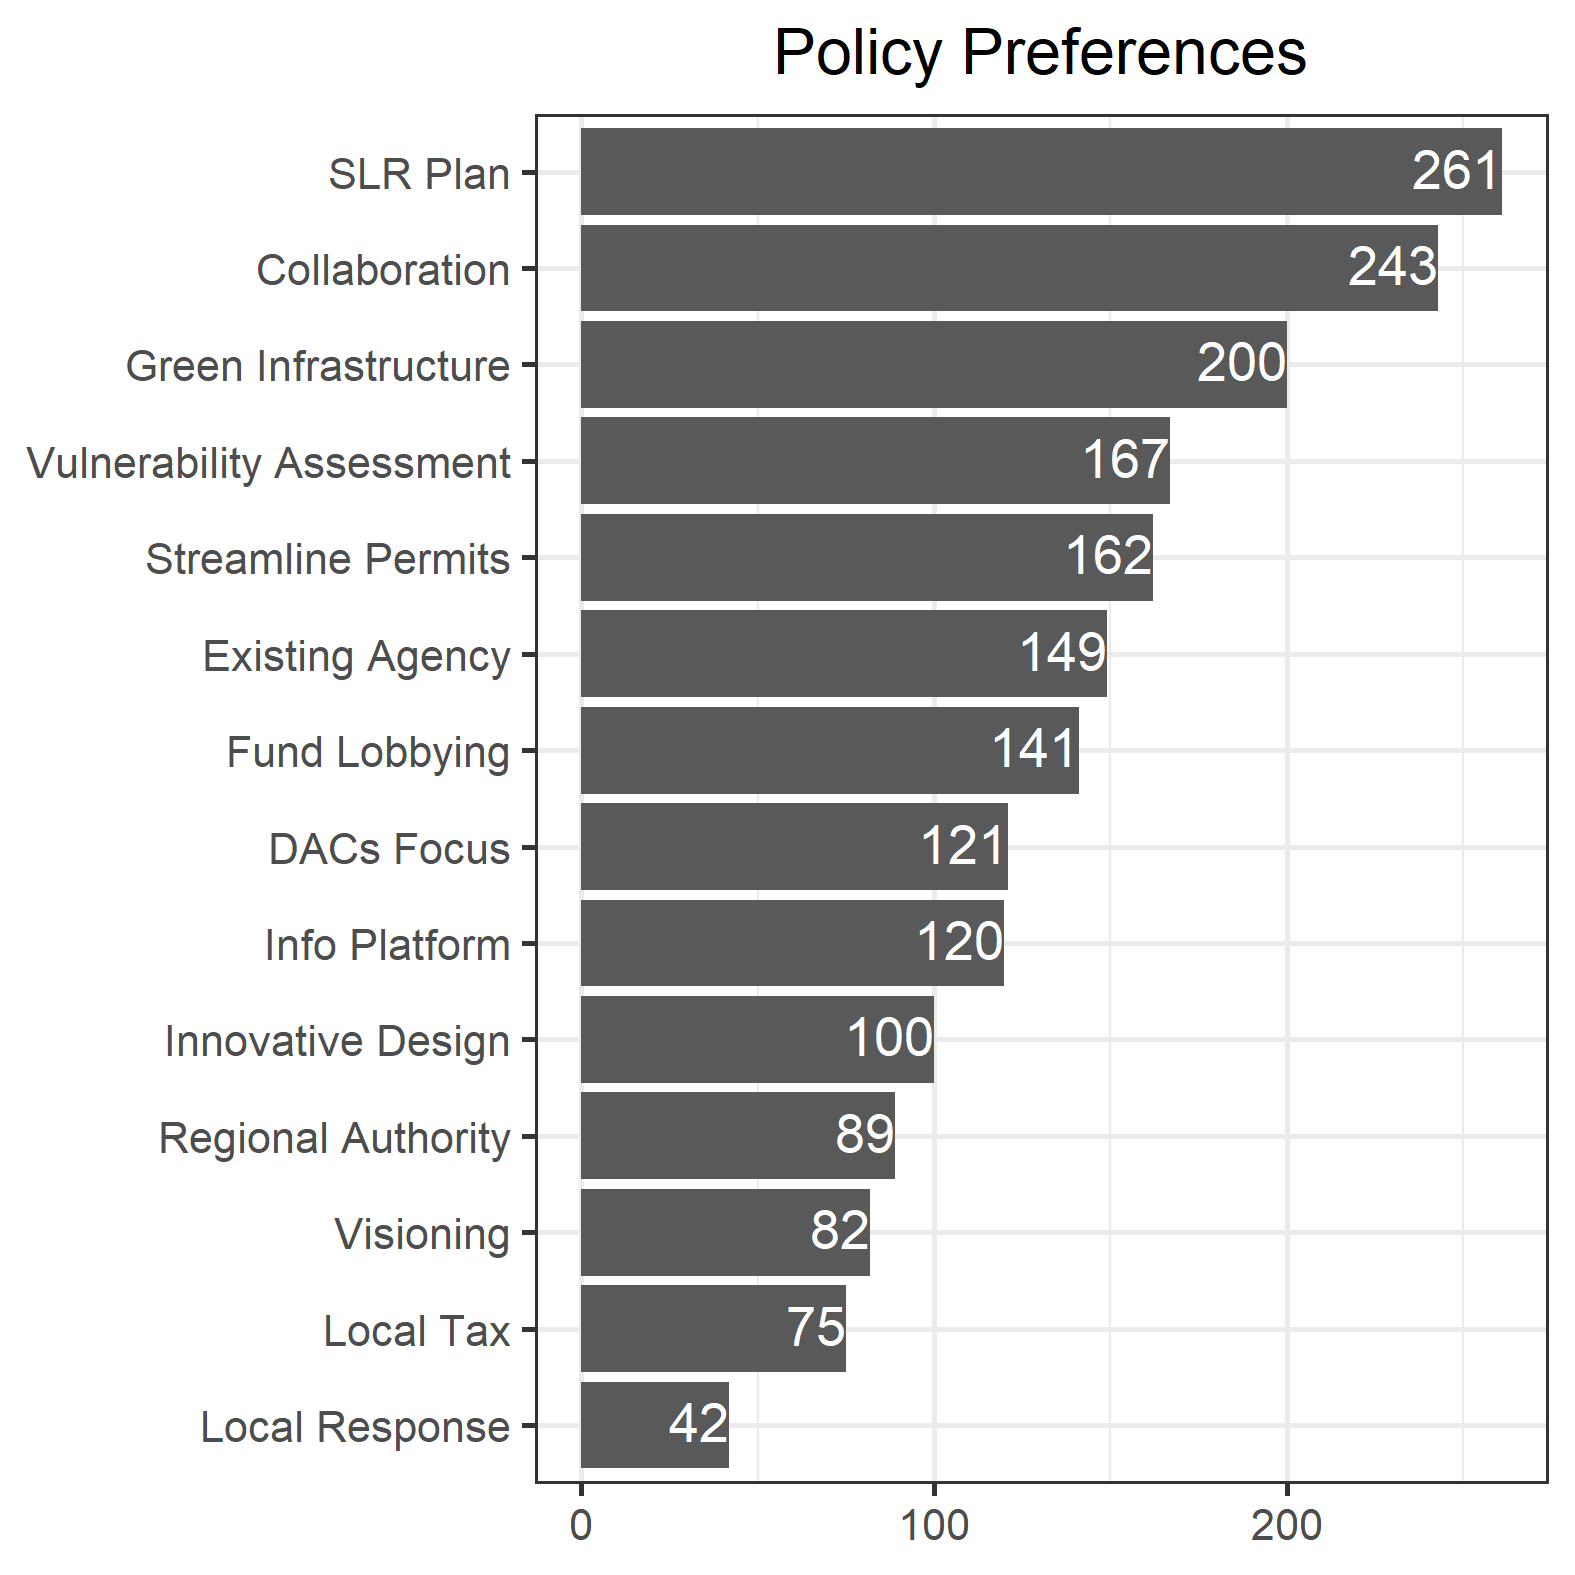 Policy Preferences
SLR Plan 261
Collaboration 243
Green Infrastructure 200
Vulnerability Assessment 167
Streamline Permits 162
Existing Agency 149
Fund Lobbying 141
DACs Focus 121
Info Platform 120
Innovative Design 100
Regional Authority 89
Visioning 82
Local Tax 75
Local Response 42
0 100 200